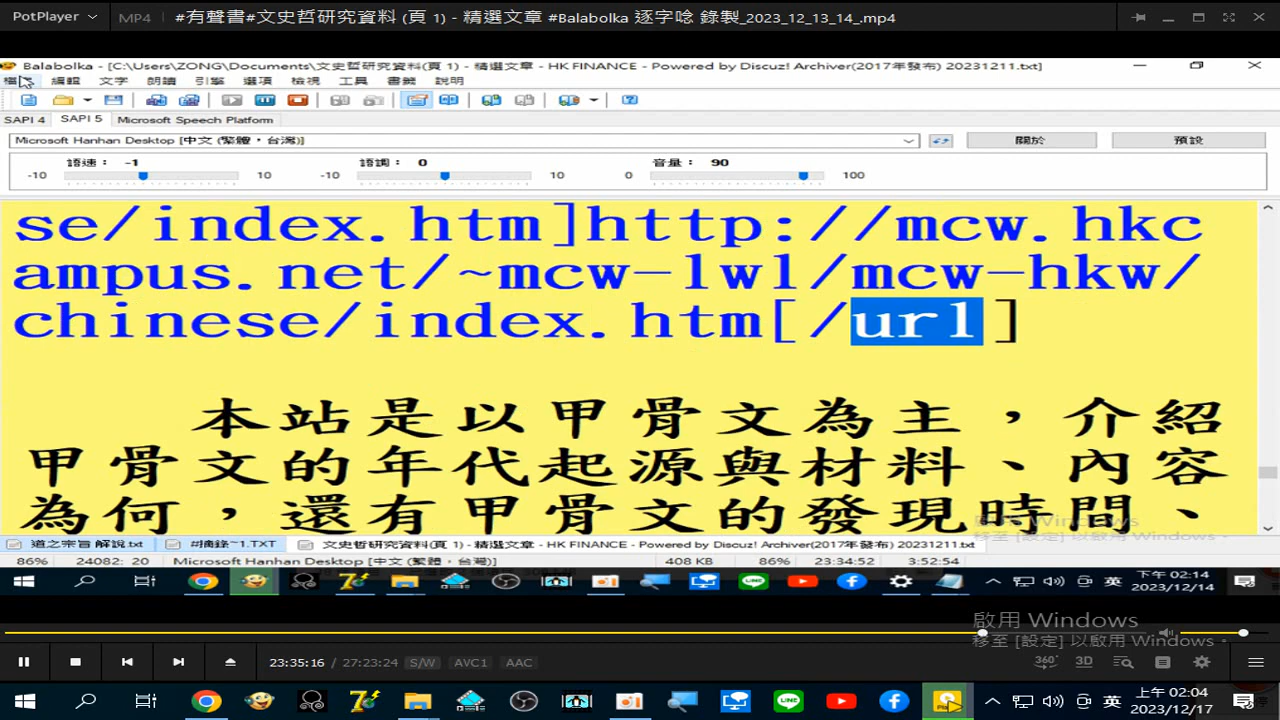 PotPlayer MP4 #有聲書#文史哲研究資料 (頁 1) - 精選文章 #Balabolka 逐字唸 錄製_2023_12_13_14_.mp4
Balabolka - [C:\Users\ZONG\Documents\文史哲研究資料(頁 1) - 精選文章 - HK FINANCE - Powered by Discuz! Archiver(2017年發布) 20231211.txt]
檔案 編輯 文字 朗讀 引擎 選項 檢視 工具 書籤 說明
SAPI 4 SAPI 5 Microsoft Speech Platform
Microsoft Hanhan Desktop [中文 (繁體，台灣)] 關於 預設
語速： -1 語調： 0 音量： 90
-10 10 -10 10 0 100
se/index.htm]http://mcw.hkc
ampus.net/~mcw-lwl/mcw-hkw/
chinese/index.htm[/url]
本站是以甲骨文為主，介紹
甲骨文的年代起源與材料、內容
為何，還有甲骨文的發現時間、
啟用 Windows
移至 [設定] 以啟用 Windows。
道之宗旨 解說.txt #摘錄~1.TXT 文史哲研究資料(頁 1) - 精選文章 - HK FINANCE - Powered by Discuz! Archiver(2017年發布) 20231211.txt
86% 24082: 20 Microsoft Hanhan Desktop [中文 (繁體，台灣)] 408 KB 86% 23:34:52 3:52:54
英 下午 02:14
2023/12/14
啟用 Windows
移至 [設定] 以啟用 Windows。
23:35:16 / 27:23:24 S/W AVC1 AAC 360° 3D
英 上午 02:04
2023/12/17